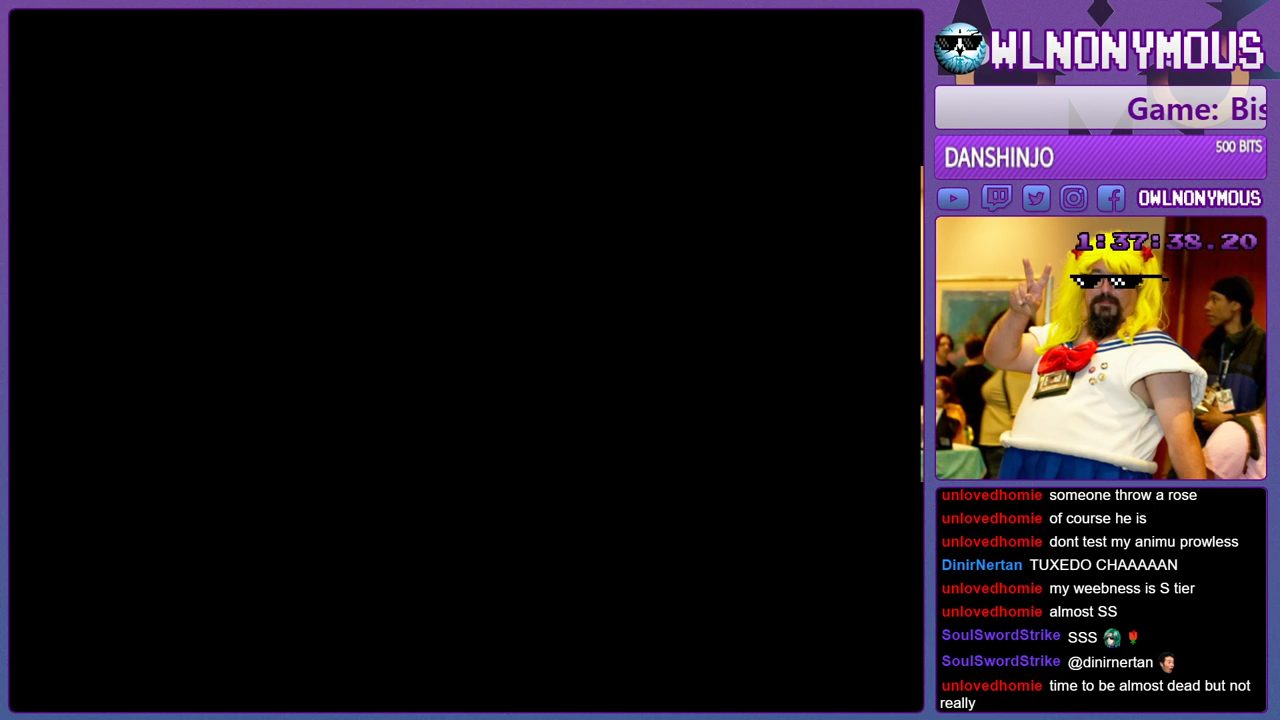 OWLNONYMOUS
Game: Bis
DANSHINJO
500 BITS
OWLNONYMOUS
1:37:38.20
unlovedhomie someone throw a rose
unlovedhomie of course he is
unlovedhomie dont test my animu prowless
DinirNertan TUXEDO CHAAAAAN
unlovedhomie my weebness is S tier
unlovedhomie almost SS
SoulSwordStrike SSS
SoulSwordStrike @dinirnertan
unlovedhomie time to be almost dead but not
really